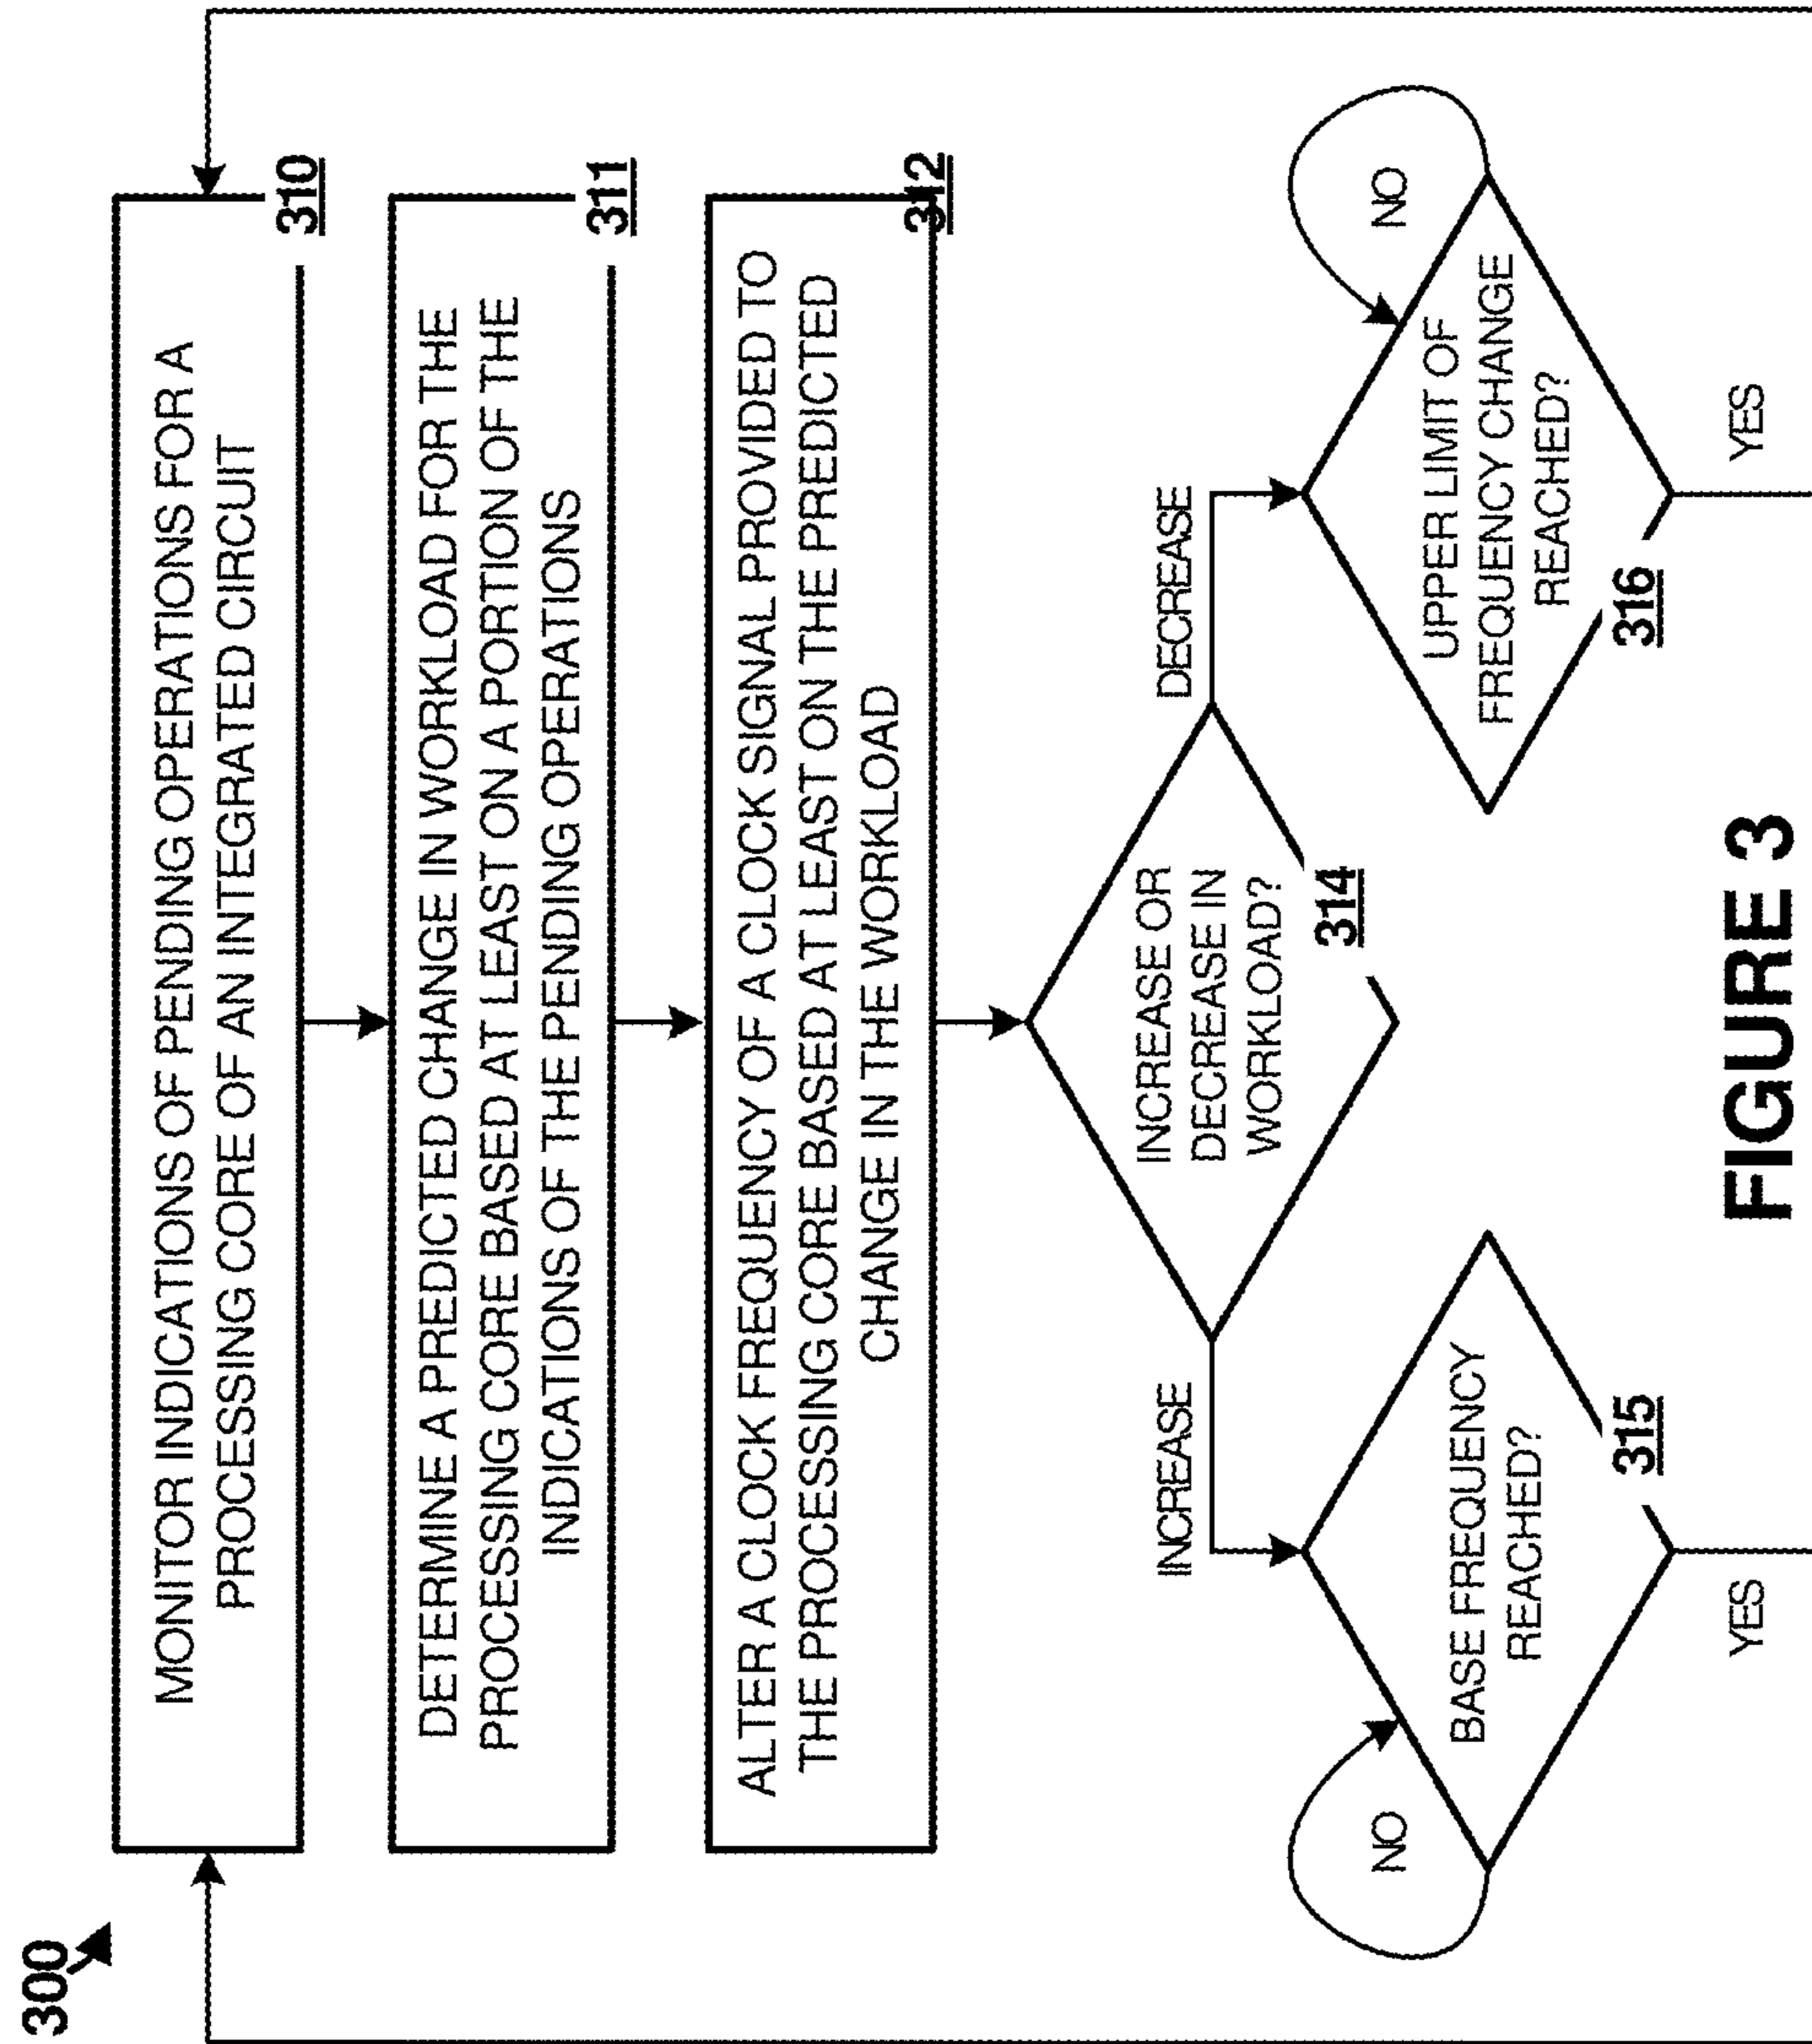 300
MONITOR INDICATIONS OF PENDING OPERATIONS FOR A
PROCESSING CORE OF AN INTEGRATED CIRCUIT
310
DETERMINE A PREDICTED CHANGE IN WORKLOAD FOR THE
PROCESSING CORE BASED AT LEAST ON A PORTION OF THE
INDICATIONS OF THE PENDING OPERATIONS
311
ALTER A CLOCK FREQUENCY OF A CLOCK SIGNAL PROVIDED TO
THE PROCESSING CORE BASED AT LEAST ON THE PREDICTED
CHANGE IN THE WORKLOAD
312
INCREASE OR
DECREASE IN
WORKLOAD?
314
INCREASE
DECREASE
NO
BASE FREQUENCY
REACHED?
315
YES
NO
UPPER LIMIT OF
FREQUENCY CHANGE
REACHED?
316
YES
FIGURE 3